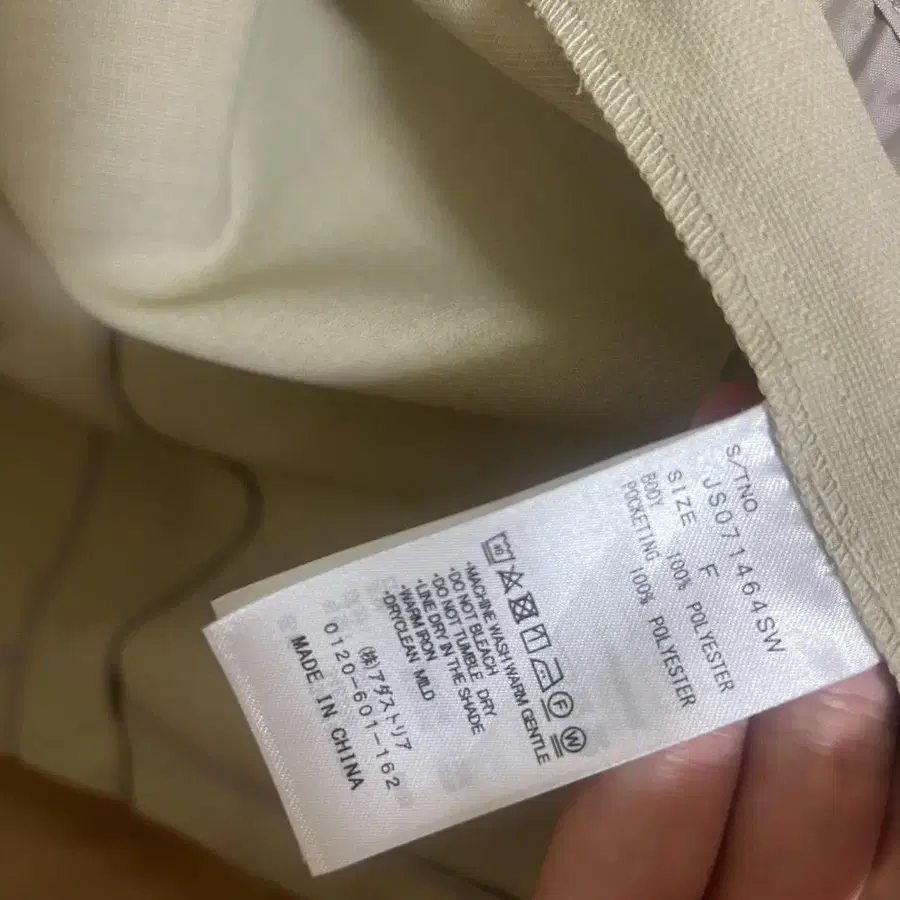 S/TNO
JS071464SW
SIZE F
BODY 100% POLYESTER
POCKETING 100% POLYESTER
40
F
W
・MACHINE WASH WARM GENTLE
・DO NOT BLEACH
・DO NOT TUMBLE DRY
・LINE DRY IN THE SHADE
・WARM IRON
・DRYCLEAN MILD
(株)アダストリア
0120-601-162
MADE IN CHINA